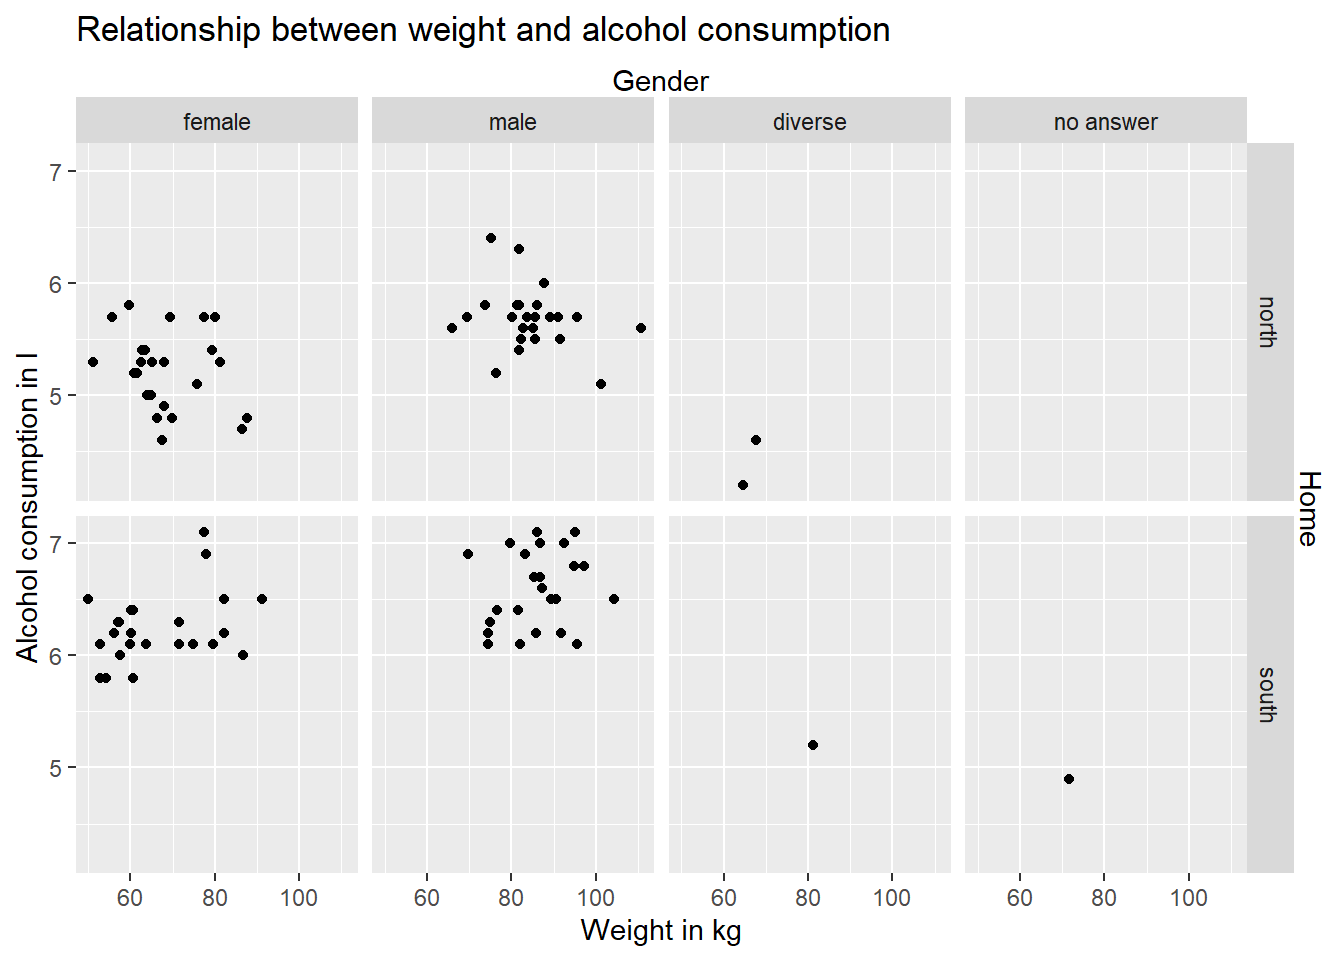 Relationship between weight and alcohol consumption
Gender
female
male
diverse
no answer
7
6
5
north
Alcohol consumption in l
Home
7
6
5
south
60 80 100
60 80 100
60 80 100
60 80 100
Weight in kg